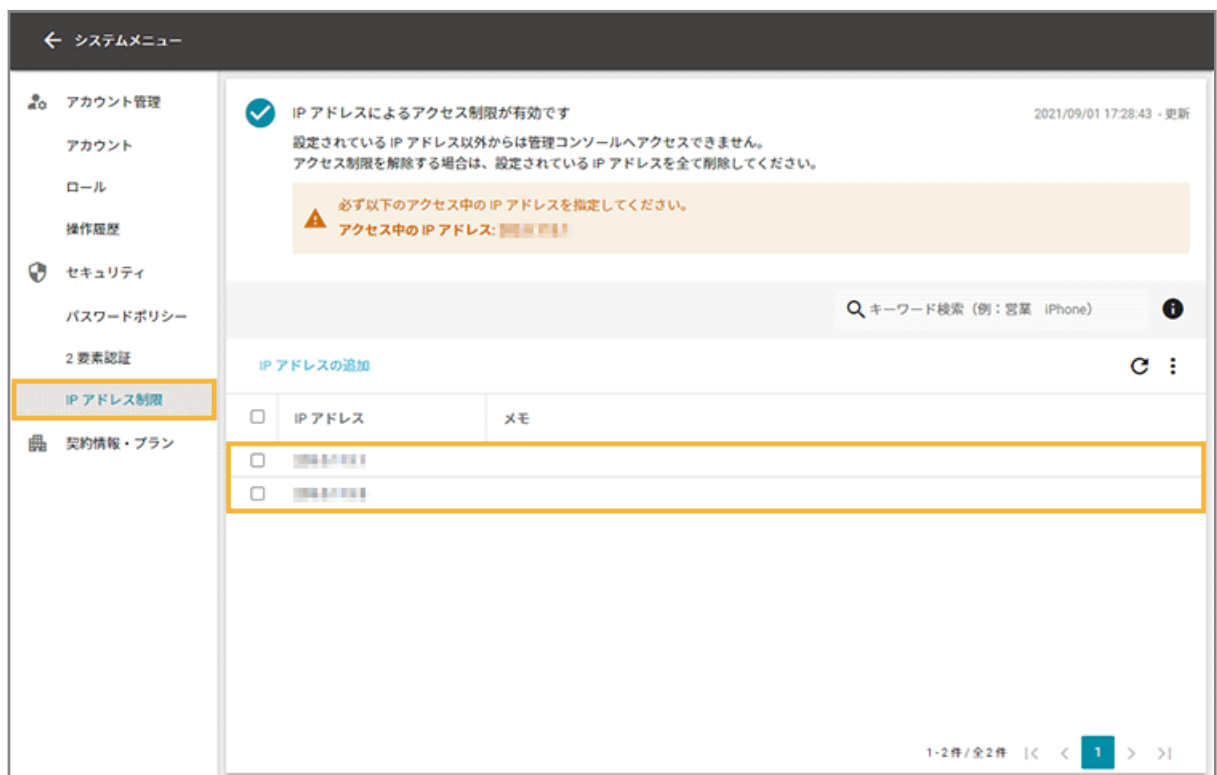 システムメニュー
アカウント管理
アカウント
ロール
操作履歴
セキュリティ
パスワードポリシー
2 要素認証
IP アドレス制限
契約情報・プラン
IP アドレスによるアクセス制限が有効です
2021/09/01 17:28:43 - 更新
設定されている IP アドレス以外からは管理コンソールへアクセスできません。
アクセス制限を解除する場合は、設定されている IP アドレスを全て削除してください。
必ず以下のアクセス中の IP アドレスを指定してください。
アクセス中の IP アドレス:
キーワード検索（例：営業　iPhone）
IP アドレスの追加
IP アドレス
メモ
1-2件/全2件
1